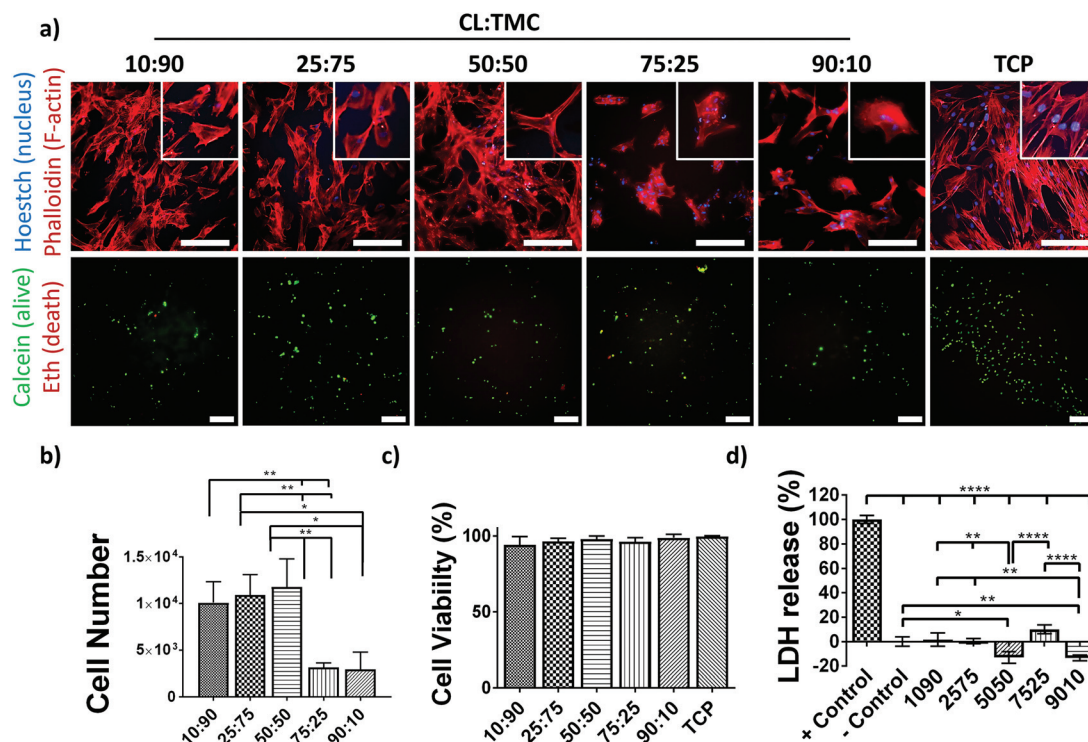 a)
CL:TMC
10:90 25:75 50:50 75:25 90:10 TCP
Hoestch (nucleus)
Phalloidin (F-actin)
Calcein (alive)
Eth (death)
b)
** 
**
*
*
**
Cell Number
1.5×10⁴
1×10⁴
5×10³
0
10:90 25:75 50:50 75:25 90:10
c)
Cell Viabiilty (%)
100
50
0
10:90 25:75 50:50 75:25 90:10 TCP
d)
LDH release (%)
120
100
80
60
40
20
0
-20
****
** ****
****
**
**
*
+ Control - Control 1090 2575 5050 7525 9010